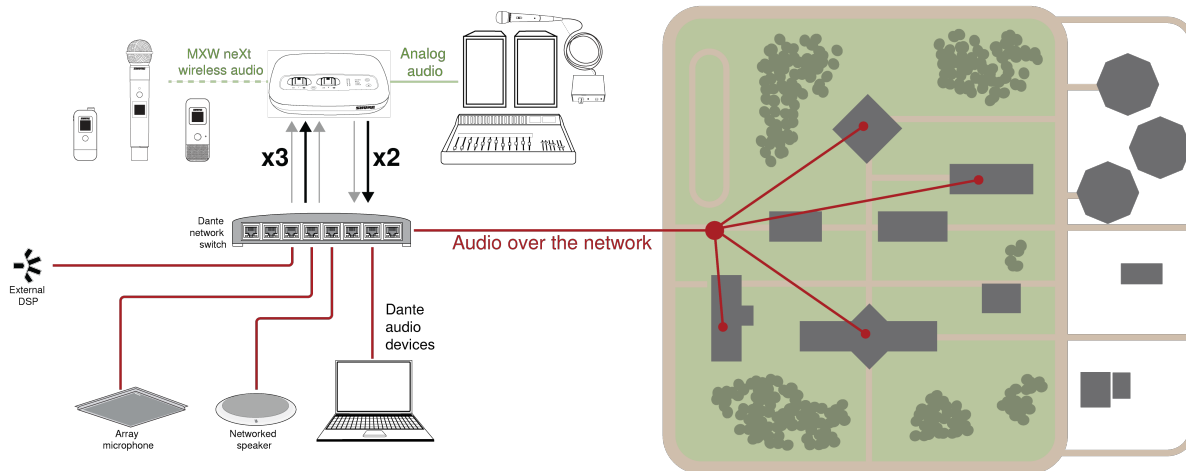 MXW neXt
wireless audio
SHURE
Analog
audio
x3
x2
Dante
network
switch
Audio over the network
External
DSP
Dante
audio
devices
Array
microphone
Networked
speaker